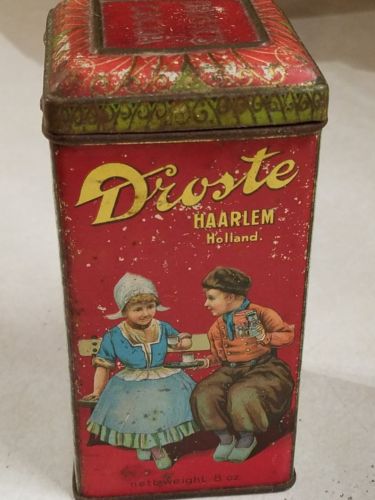 Droste
HAARLEM
Holland.
nett weight 8 oz